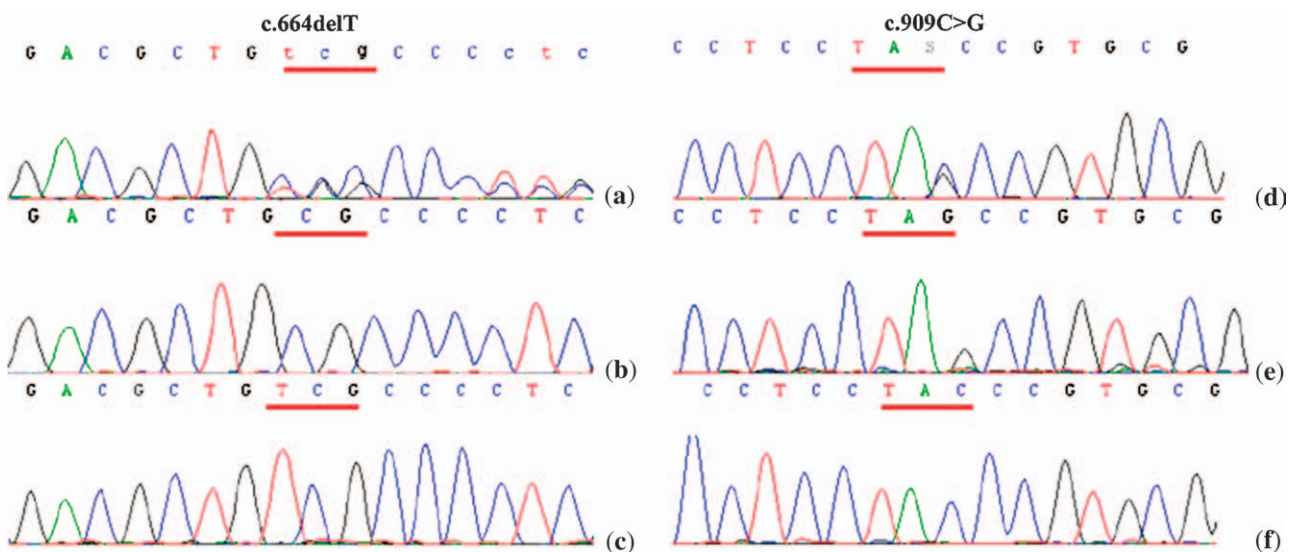 c.664delT
G A C G C T G t c g C C C c t c
(a)
G A C G C T G C G C C C C T C
(b)
G A C G C T G T C G C C C C T C
(c)
c.909C>G
C C T C C T A S C C G T G C G
(d)
C C T C C T A G C C G T G C G
(e)
C C T C C T A C C C G T G C G
(f)